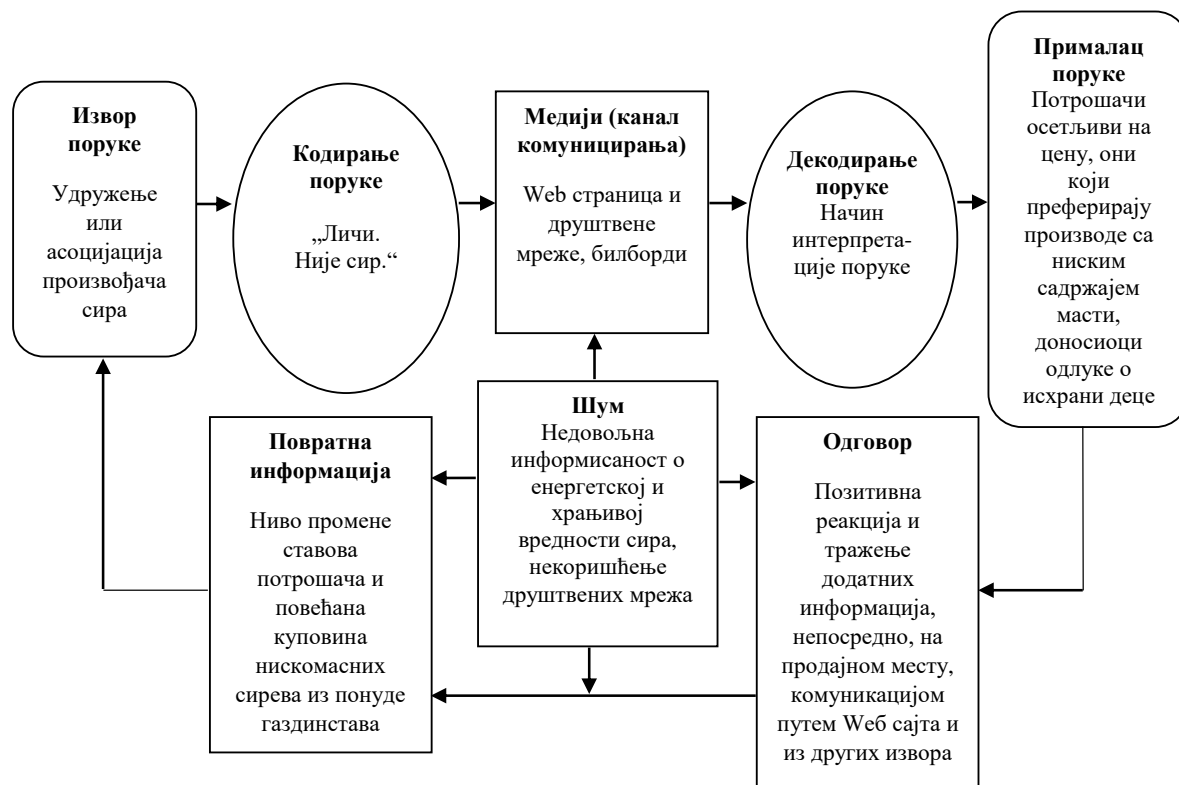 Извор
поруке
Удружење
или
асоцијација
произвођача
сира
Кодирање
поруке
„Личи.
Није сир.“
Медији (канал
комуницирања)
Web страница и
друштвене
мреже, билборди
Декодирање
поруке
Начин
интерпрета-
ције поруке
Прималац
поруке
Потрошачи
осетљиви на
цену, они
који
преферирају
производе са
ниским
садржајем
масти,
доносиоци
одлуке о
исхрани деце
Повратна
информација
Ниво промене
ставова
потрошача и
повећана
куповина
нискомасних
сирева из понуде
газдинстава
Шум
Недовољна
информисаност о
енергетској и
храњивој
вредности сира,
некоришћење
друштвених мрежа
Одговор
Позитивна
реакција и
тражење
додатних
информација,
непосредно, на
продајном месту,
комуникацијом
путем Wеб сајта и
из других извора